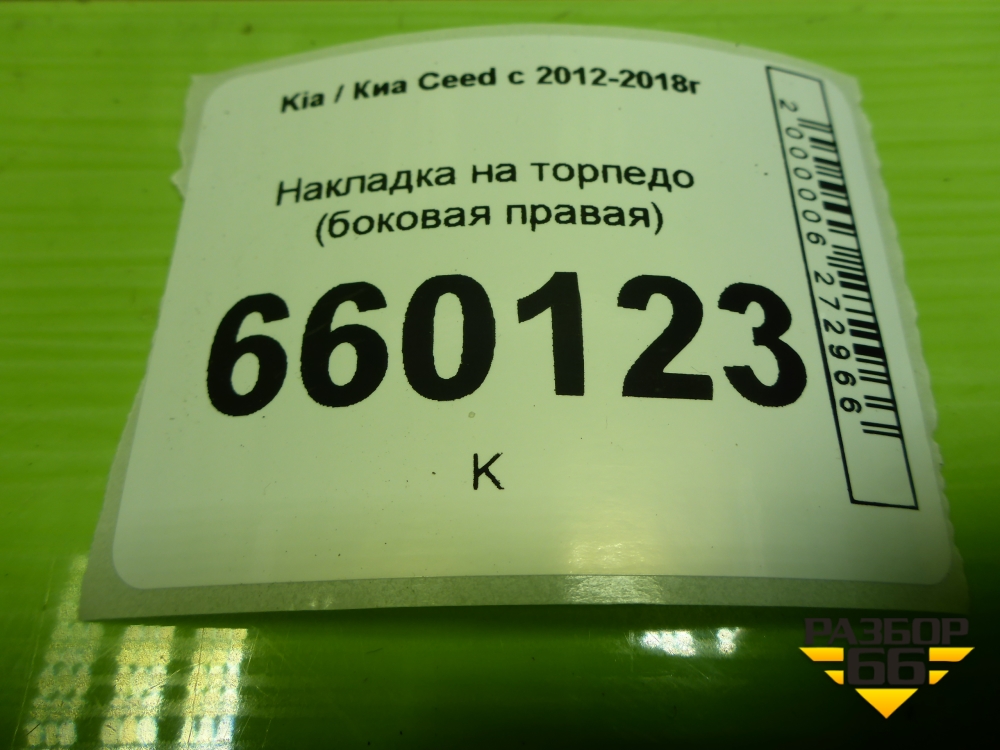 Kia / Киа Ceed с 2012-2018г
Накладка на торпедо
(боковая правая)
660123
К
2000006272966
РАЗБОР
66